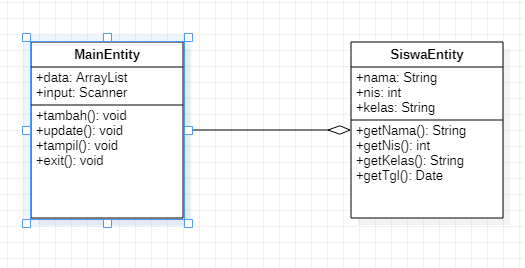 MainEntity
+data: ArrayList
+input: Scanner
+tambah(): void
+update(): void
+tampil(): void
+exit(): void
SiswaEntity
+nama: String
+nis: int
+kelas: String
+getNama(): String
+getNis(): int
+getKelas(): String
+getTgl(): Date